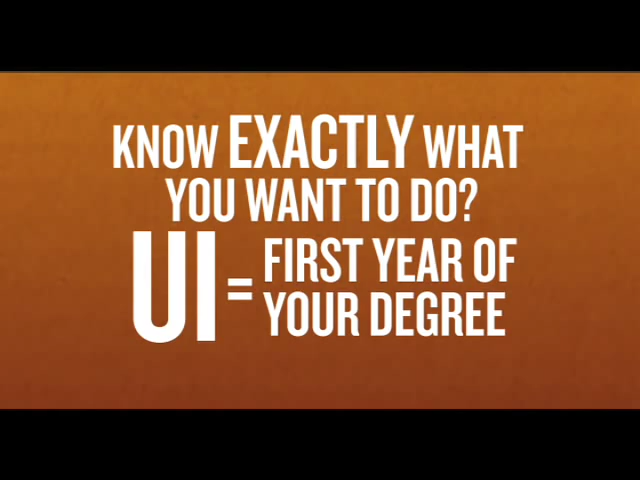 KNOW EXACTLY WHAT
YOU WANT TO DO?
UI = FIRST YEAR OF
YOUR DEGREE